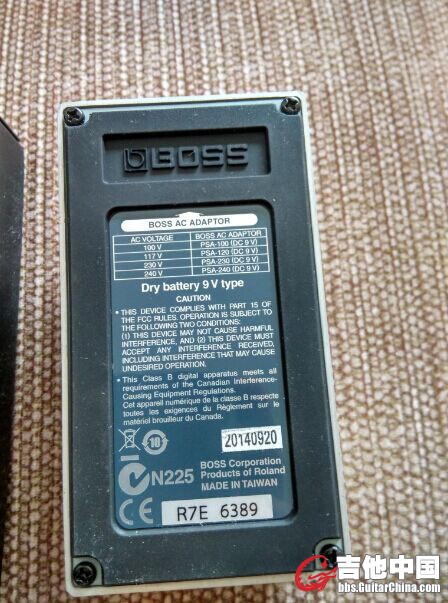 BOSS
BOSS AC ADAPTOR
AC VOLTAGE BOSS AC ADAPTOR
100 V PSA-100 (DC 9 V)
117 V PSA-120 (DC 9 V)
230 V PSA-230 (DC 9 V)
240 V PSA-240 (DC 9 V)
Dry battery 9 V type
CAUTION
• THIS DEVICE COMPLIES WITH PART 15 OF
THE FCC RULES. OPERATION IS SUBJECT TO
THE FOLLOWING TWO CONDITIONS:
(1) THIS DEVICE MAY NOT CAUSE HARMFUL
INTERFERENCE, AND (2) THIS DEVICE MUST
ACCEPT ANY INTERFERENCE RECEIVED,
INCLUDING INTERFERENCE THAT MAY CAUSE
UNDESIRED OPERATION.
• This Class B digital apparatus meets all
requirements of the Canadian Interference-
Causing Equipment Regulations.
Cet appareil numérique de la classe B respecte
toutes les exigences du Règlement sur le
matériel brouilleur du Canada.
10
20140920
N225
BOSS Corporation
Products of Roland
MADE IN TAIWAN
CE
R7E 6389
吉他中国
bbs.GuitarChina.com